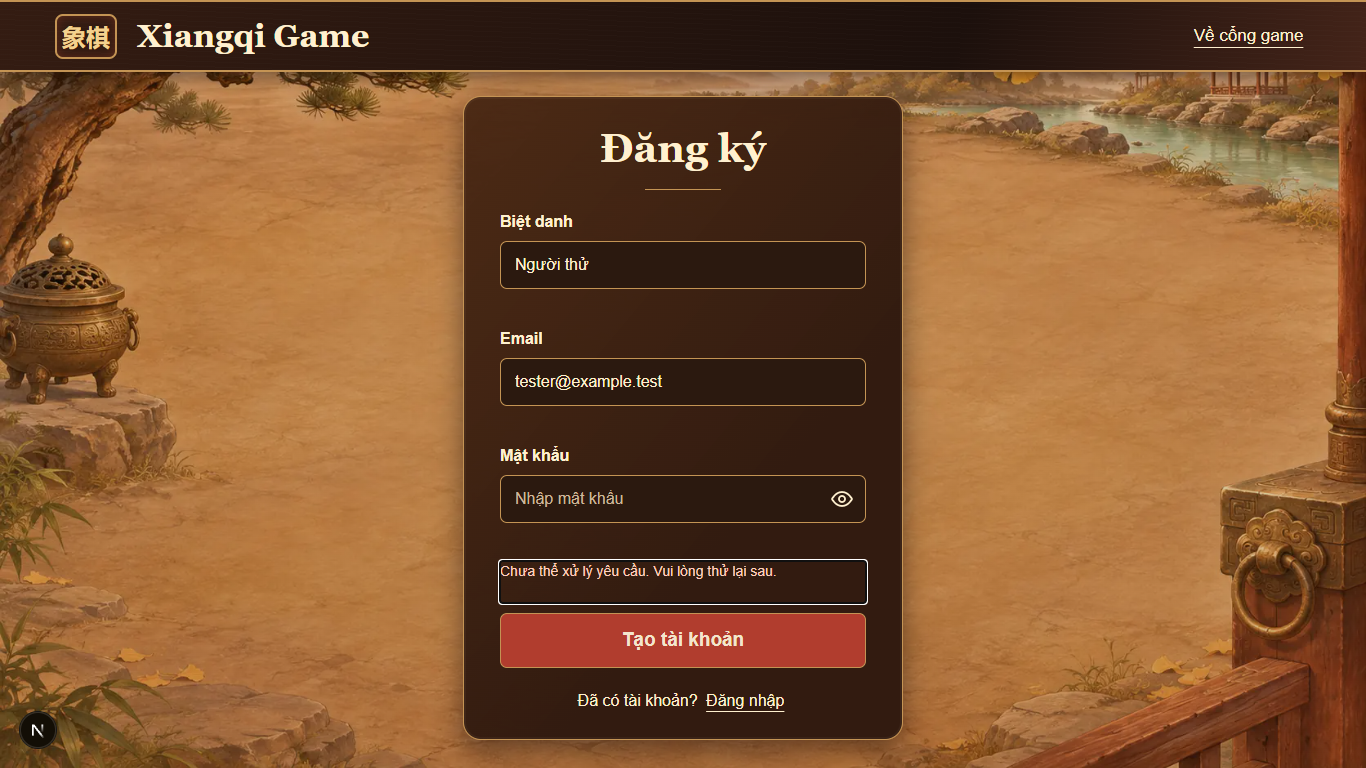 象棋 Xiangqi Game
Về cổng game
Đăng ký
Biệt danh
Người thử
Email
tester@example.test
Mật khẩu
Nhập mật khẩu
Chưa thể xử lý yêu cầu. Vui lòng thử lại sau.
Tạo tài khoản
Đã có tài khoản? Đăng nhập
N